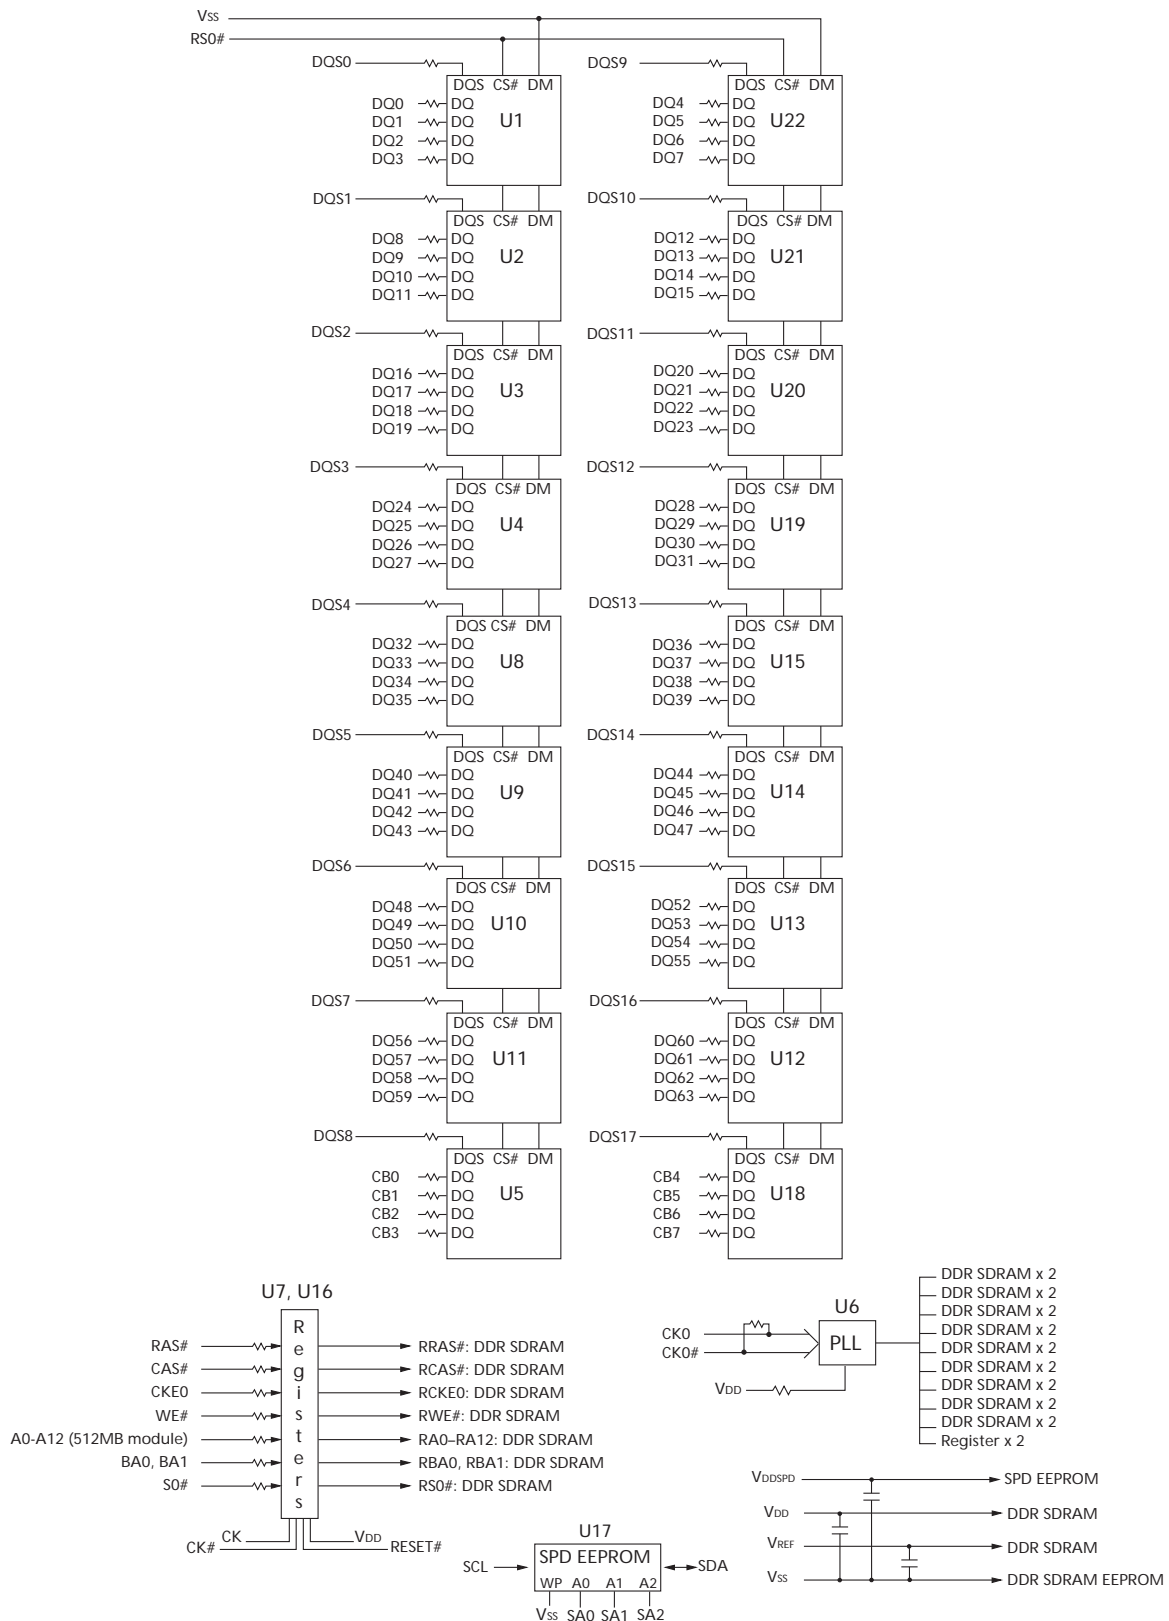 VSS
RS0#
DQS0
DQS CS# DM
DQ0 DQ
DQ1 DQ
DQ2 DQ
DQ3 DQ
U1
DQS9
DQS CS# DM
DQ4 DQ
DQ5 DQ
DQ6 DQ
DQ7 DQ
U22
DQS1
DQS CS# DM
DQ8 DQ
DQ9 DQ
DQ10 DQ
DQ11 DQ
U2
DQS10
DQS CS# DM
DQ12 DQ
DQ13 DQ
DQ14 DQ
DQ15 DQ
U21
DQS2
DQS CS# DM
DQ16 DQ
DQ17 DQ
DQ18 DQ
DQ19 DQ
U3
DQS11
DQS CS# DM
DQ20 DQ
DQ21 DQ
DQ22 DQ
DQ23 DQ
U20
DQS3
DQS CS# DM
DQ24 DQ
DQ25 DQ
DQ26 DQ
DQ27 DQ
U4
DQS12
DQS CS# DM
DQ28 DQ
DQ29 DQ
DQ30 DQ
DQ31 DQ
U19
DQS4
DQS CS# DM
DQ32 DQ
DQ33 DQ
DQ34 DQ
DQ35 DQ
U8
DQS13
DQS CS# DM
DQ36 DQ
DQ37 DQ
DQ38 DQ
DQ39 DQ
U15
DQS5
DQS CS# DM
DQ40 DQ
DQ41 DQ
DQ42 DQ
DQ43 DQ
U9
DQS14
DQS CS# DM
DQ44 DQ
DQ45 DQ
DQ46 DQ
DQ47 DQ
U14
DQS6
DQS CS# DM
DQ48 DQ
DQ49 DQ
DQ50 DQ
DQ51 DQ
U10
DQS15
DQS CS# DM
DQ52 DQ
DQ53 DQ
DQ54 DQ
DQ55 DQ
U13
DQS7
DQS CS# DM
DQ56 DQ
DQ57 DQ
DQ58 DQ
DQ59 DQ
U11
DQS16
DQS CS# DM
DQ60 DQ
DQ61 DQ
DQ62 DQ
DQ63 DQ
U12
DQS8
DQS CS# DM
CB0 DQ
CB1 DQ
CB2 DQ
CB3 DQ
U5
DQS17
DQS CS# DM
CB4 DQ
CB5 DQ
CB6 DQ
CB7 DQ
U18
U7, U16
Registers
RAS# RRAS#: DDR SDRAM
CAS# RCAS#: DDR SDRAM
CKE0 RCKE0: DDR SDRAM
WE# RWE#: DDR SDRAM
A0-A12 (512MB module) RA0–RA12: DDR SDRAM
BA0, BA1 RBA0, RBA1: DDR SDRAM
S0# RS0#: DDR SDRAM
CK VDD
CK# RESET#
U6
PLL
CK0
CK0#
VDD
DDR SDRAM x 2
DDR SDRAM x 2
DDR SDRAM x 2
DDR SDRAM x 2
DDR SDRAM x 2
DDR SDRAM x 2
DDR SDRAM x 2
DDR SDRAM x 2
DDR SDRAM x 2
Register x 2
U17
SCL SPD EEPROM SDA
WP A0 A1 A2
VSS SA0 SA1 SA2
VDDSPD SPD EEPROM
VDD DDR SDRAM
VREF DDR SDRAM
VSS DDR SDRAM EEPROM